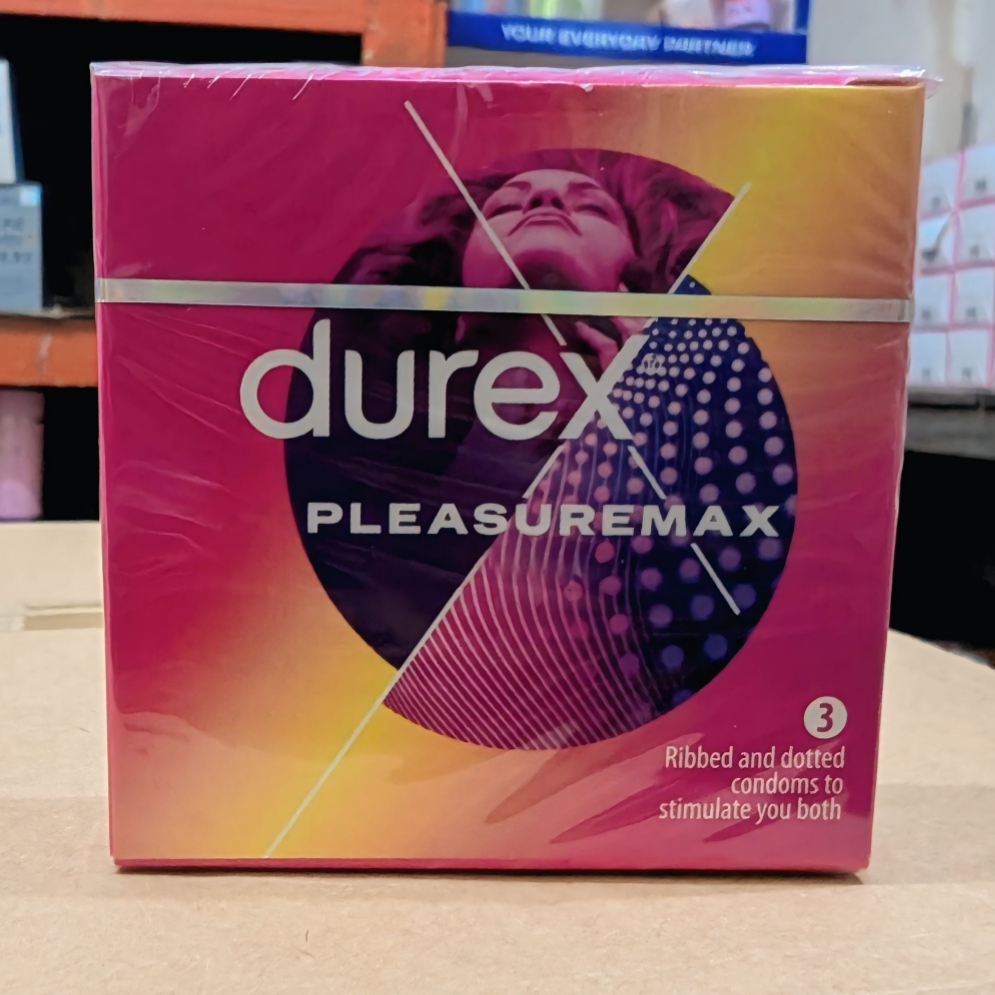 YOUR EVERYDAY PARTNER
durex
PLEASUREMAX
3
Ribbed and dotted
condoms to
stimulate you both